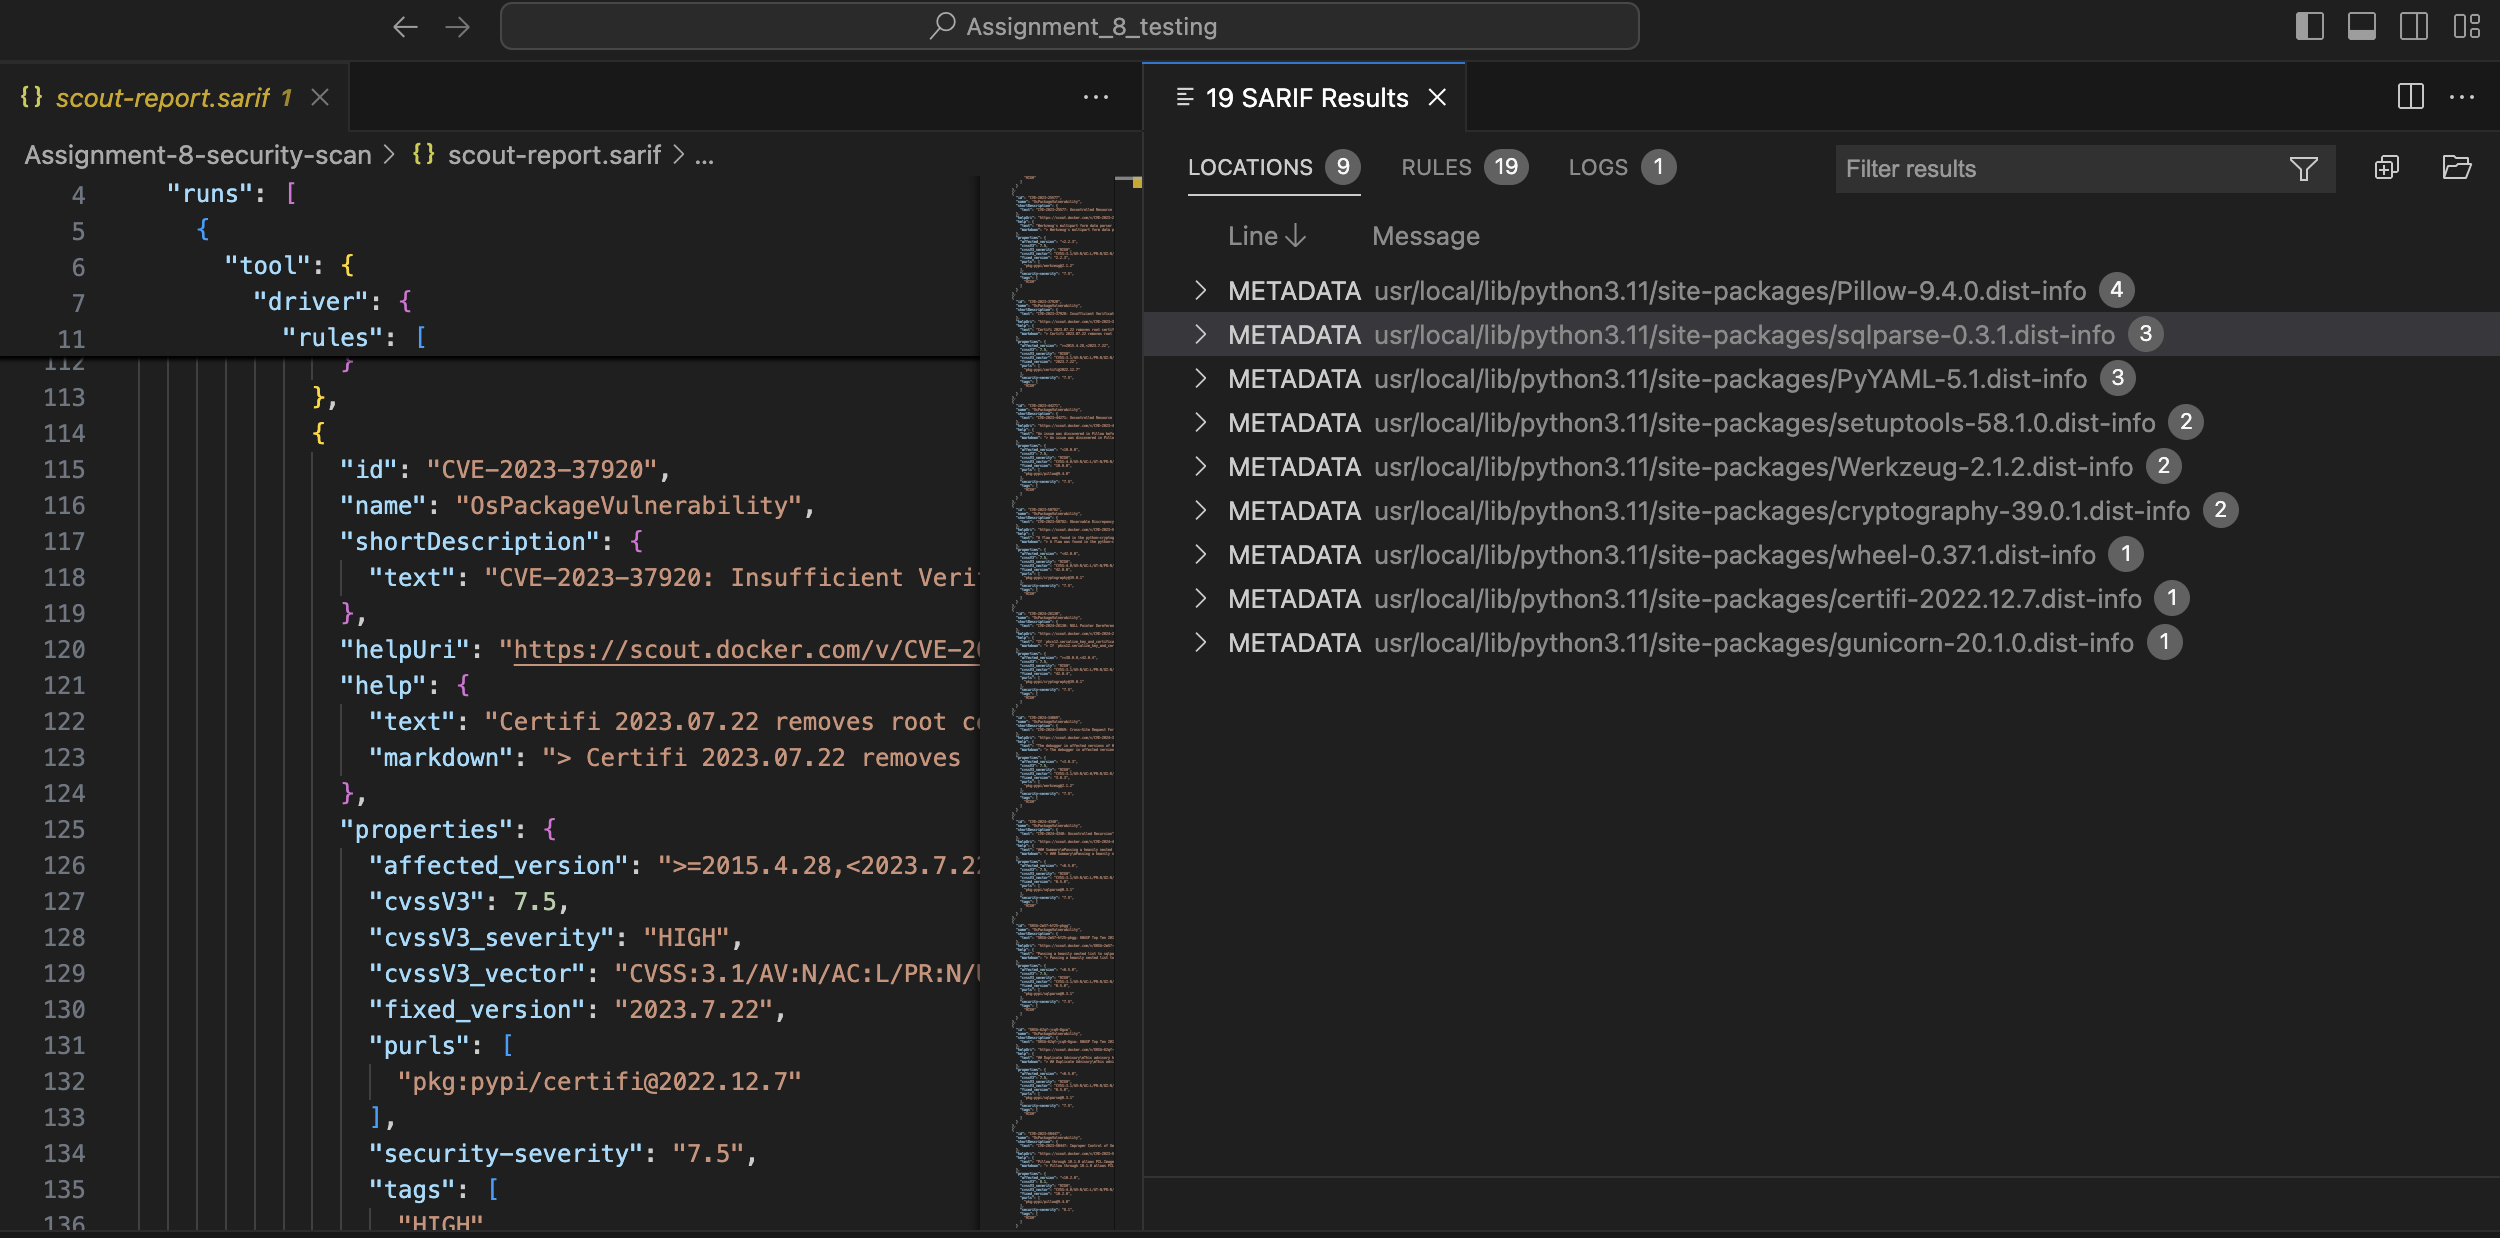 Assignment_8_testing
scout-report.sarif 1
Assignment-8-security-scan > {} scout-report.sarif > ...
4 "runs": [
5 {
6 "tool": {
7 "driver": {
11 "rules": [
112 }
113 },
114 {
115 "id": "CVE-2023-37920",
116 "name": "OsPackageVulnerability",
117 "shortDescription": {
118 "text": "CVE-2023-37920: Insufficient Veri
119 },
120 "helpUri": "https://scout.docker.com/v/CVE-20
121 "help": {
122 "text": "Certifi 2023.07.22 removes root c
123 "markdown": "> Certifi 2023.07.22 removes
124 },
125 "properties": {
126 "affected_version": ">=2015.4.28,<2023.7.22
127 "cvssV3": 7.5,
128 "cvssV3_severity": "HIGH",
129 "cvssV3_vector": "CVSS:3.1/AV:N/AC:L/PR:N/U
130 "fixed_version": "2023.7.22",
131 "purls": [
132 "pkg:pypi/certifi@2022.12.7"
133 ],
134 "security-severity": "7.5",
135 "tags": [
136 "HIGH"
19 SARIF Results
LOCATIONS 9 RULES 19 LOGS 1 Filter results
Line Message
METADATA usr/local/lib/python3.11/site-packages/Pillow-9.4.0.dist-info 4
METADATA usr/local/lib/python3.11/site-packages/sqlparse-0.3.1.dist-info 3
METADATA usr/local/lib/python3.11/site-packages/PyYAML-5.1.dist-info 3
METADATA usr/local/lib/python3.11/site-packages/setuptools-58.1.0.dist-info 2
METADATA usr/local/lib/python3.11/site-packages/Werkzeug-2.1.2.dist-info 2
METADATA usr/local/lib/python3.11/site-packages/cryptography-39.0.1.dist-info 2
METADATA usr/local/lib/python3.11/site-packages/wheel-0.37.1.dist-info 1
METADATA usr/local/lib/python3.11/site-packages/certifi-2022.12.7.dist-info 1
METADATA usr/local/lib/python3.11/site-packages/gunicorn-20.1.0.dist-info 1